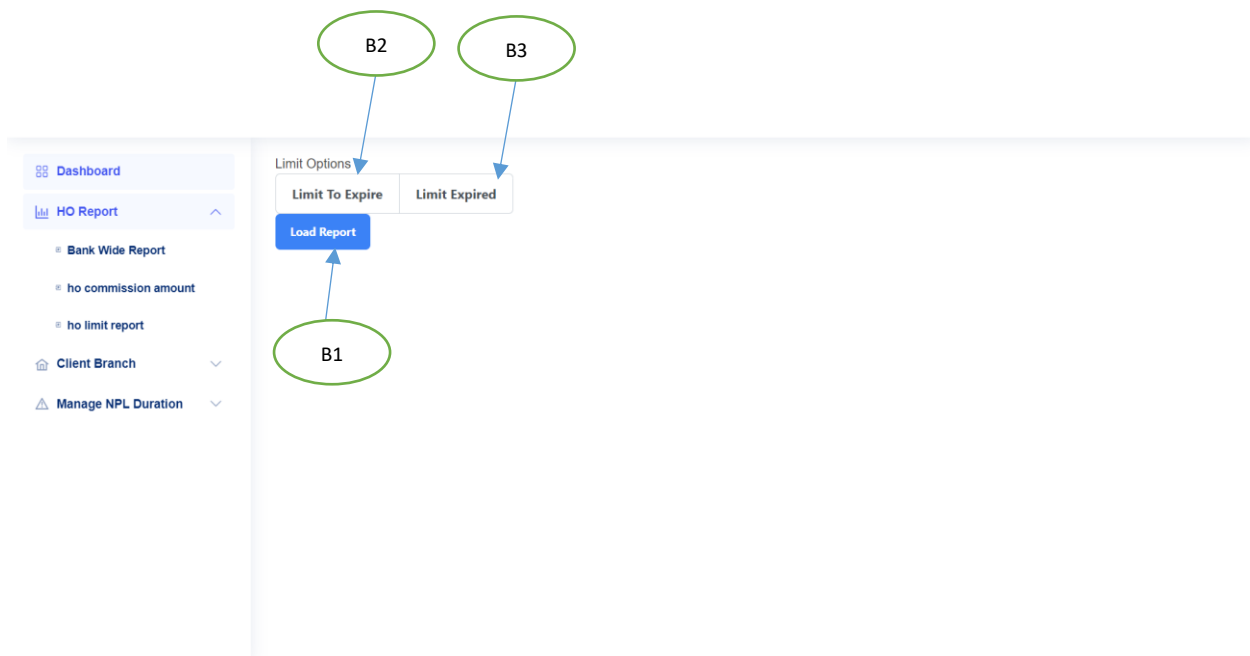 B2
B3
Dashboard
HO Report
Bank Wide Report
ho commission amount
ho limit report
Client Branch
Manage NPL Duration
Limit Options
Limit To Expire
Limit Expired
Load Report
B1